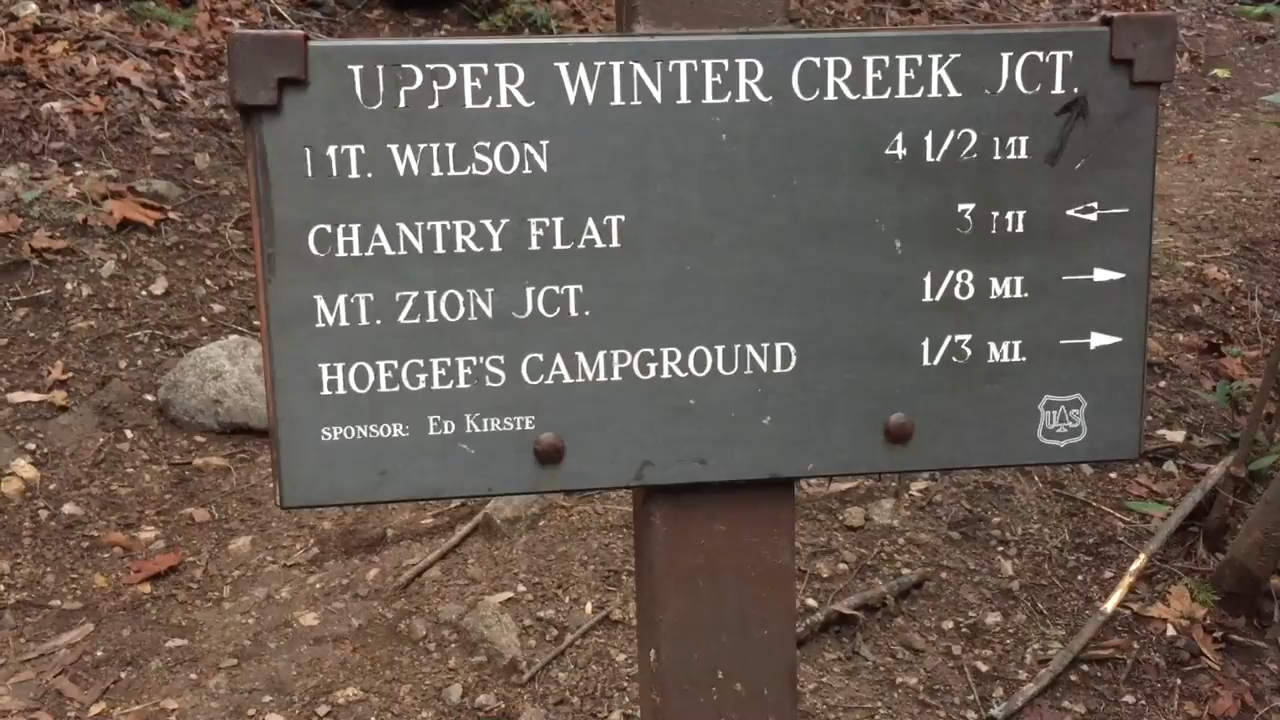 UPPER WINTER CREEK JCT.
MT. WILSON 4 1/2 MI.
CHANTRY FLAT 3 MI
MT. ZION JCT. 1/8 MI.
HOEGEE'S CAMPGROUND 1/3 MI.
SPONSOR: ED KIRSTE
UAS